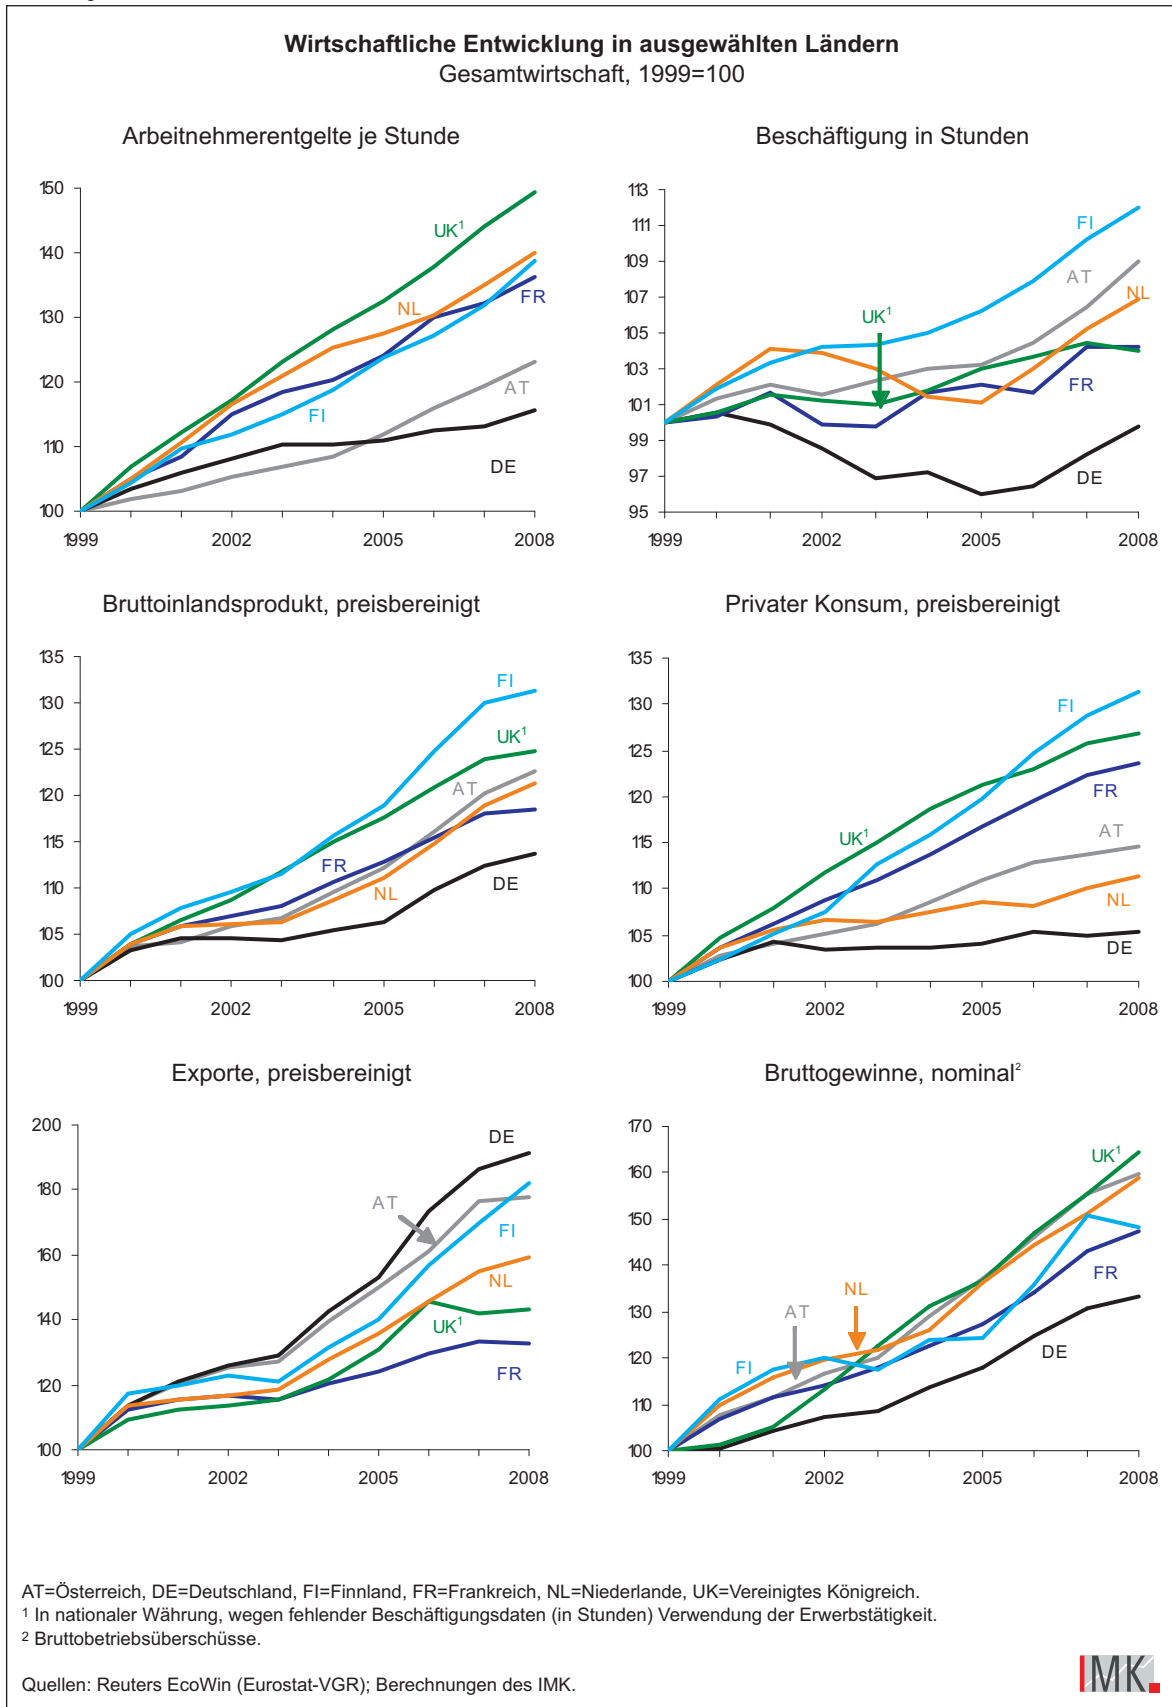 Wirtschaftliche Entwicklung in ausgewählten Ländern
Gesamtwirtschaft, 1999=100
Arbeitnehmerentgelte je Stunde
150
140
130
120
110
100
1999
2002
2005
2008
UK¹
NL
FR
FI
AT
DE
Beschäftigung in Stunden
113
111
109
107
105
103
101
99
97
95
1999
2002
2005
2008
FI
AT
NL
UK¹
FR
DE
Bruttoinlandsprodukt, preisbereinigt
135
130
125
120
115
110
105
100
1999
2002
2005
2008
FI
UK¹
AT
FR
NL
DE
Privater Konsum, preisbereinigt
135
130
125
120
115
110
105
100
1999
2002
2005
2008
FI
FR
UK¹
AT
NL
DE
Exporte, preisbereinigt
200
180
160
140
120
100
1999
2002
2005
2008
DE
AT
FI
NL
UK¹
FR
Bruttogewinne, nominal²
170
160
150
140
130
120
110
100
1999
2002
2005
2008
UK¹
FR
NL
AT
FI
DE
AT=Österreich, DE=Deutschland, FI=Finnland, FR=Frankreich, NL=Niederlande, UK=Vereinigtes Königreich.
¹ In nationaler Währung, wegen fehlender Beschäftigungsdaten (in Stunden) Verwendung der Erwerbstätigkeit.
² Bruttobetriebsüberschüsse.
Quellen: Reuters EcoWin (Eurostat-VGR); Berechnungen des IMK.
IMK